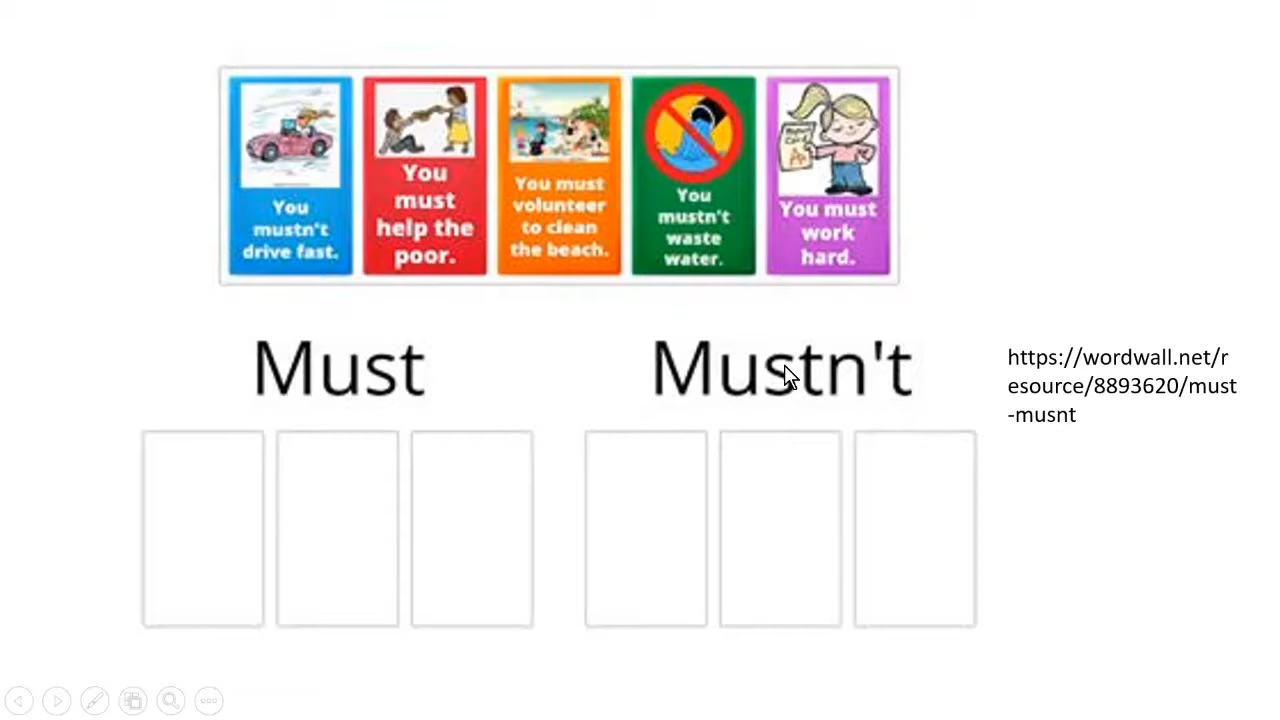 You
mustn't
drive fast.
You
must
help the
poor.
You must
volunteer
to clean
the beach.
You
mustn't
waste
water.
You must
work
hard.
Must
Mustn't
https://wordwall.net/r
esource/8893620/must
-musnt